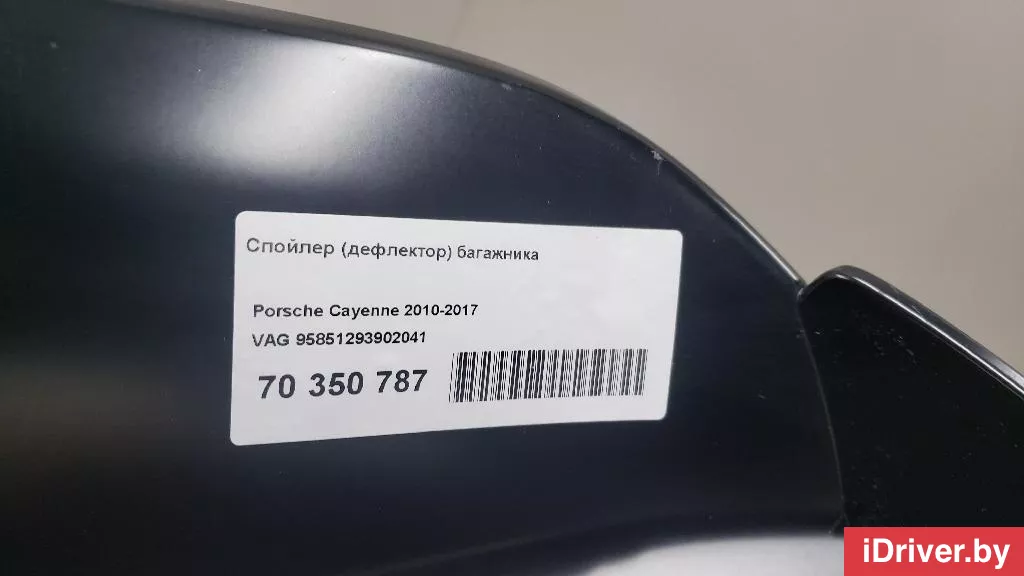 Спойлер (дефлектор) багажника
Porsche Cayenne 2010-2017
VAG 95851293902041
70 350 787
iDriver.by